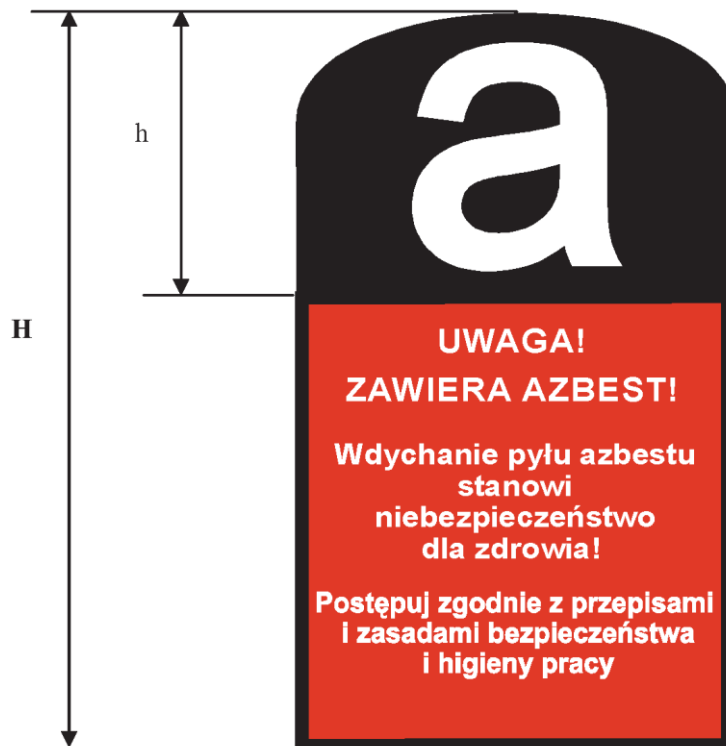 a
h
H
UWAGA!
ZAWIERA AZBEST!
Wdychanie pyłu azbestu
stanowi
niebezpieczeństwo
dla zdrowia!
Postępuj zgodnie z przepisami
i zasadami bezpieczeństwa
i higieny pracy